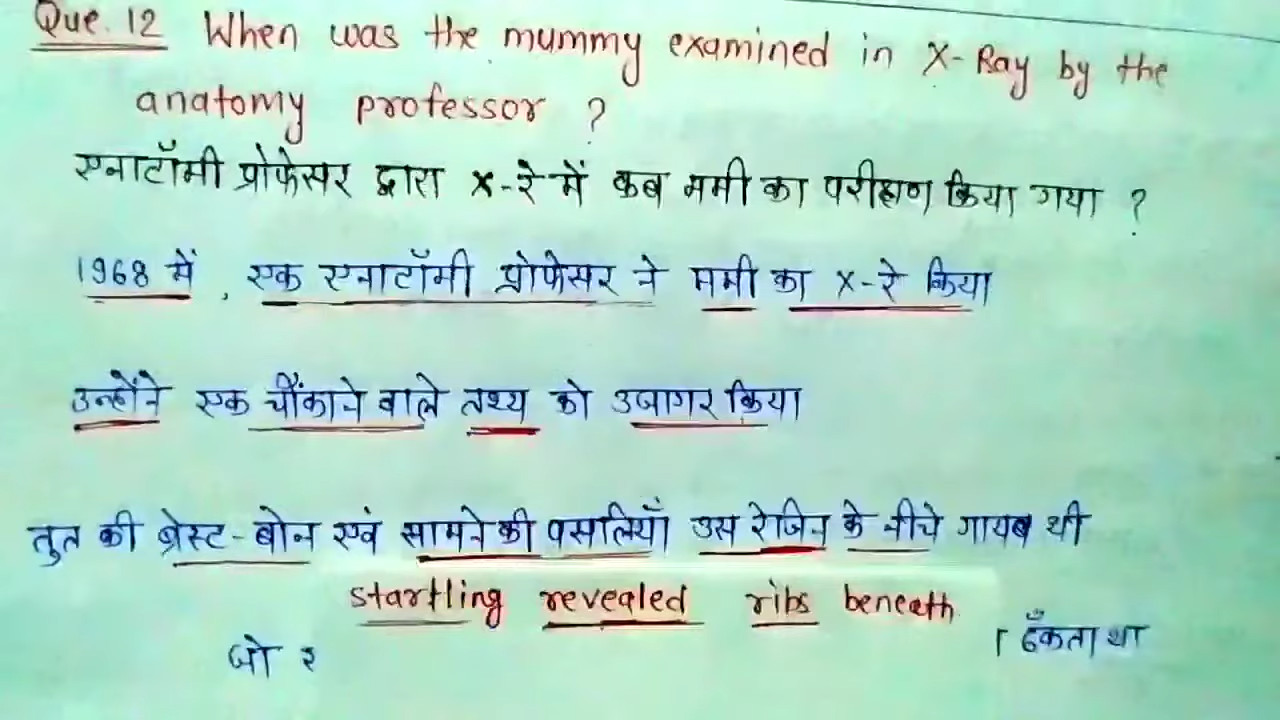 Que. 12 When was the mummy examined in X-Ray by the
anatomy professor ?
एनाटॉमी प्रोफेसर द्वारा X-रे में कब ममी का परीक्षण किया गया ?
1968 में , एक एनाटॉमी प्रोफेसर ने ममी का X-रे किया
उन्होंने एक चौंकाने वाले तथ्य को उजागर किया
तुत की ब्रेस्ट-बोन एवं सामने की पसलियाँ उस रेजिन के नीचे गायब थी
startling revealed ribs beneath
जो ढँकता था